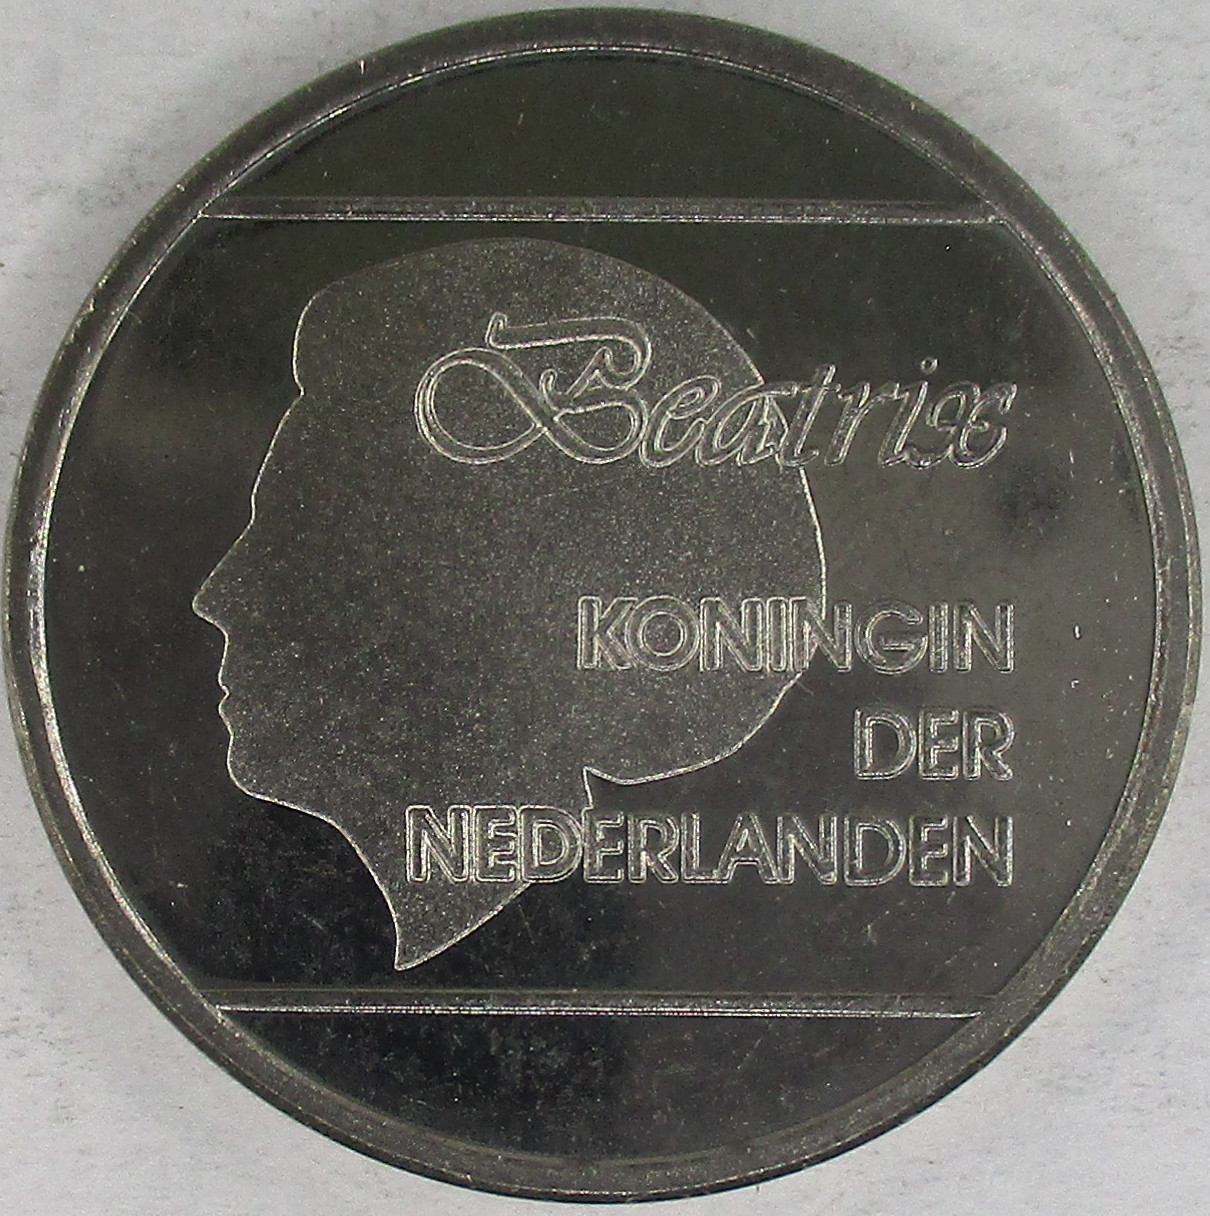 Beatrix
KONINGIN
DER
NEDERLANDEN